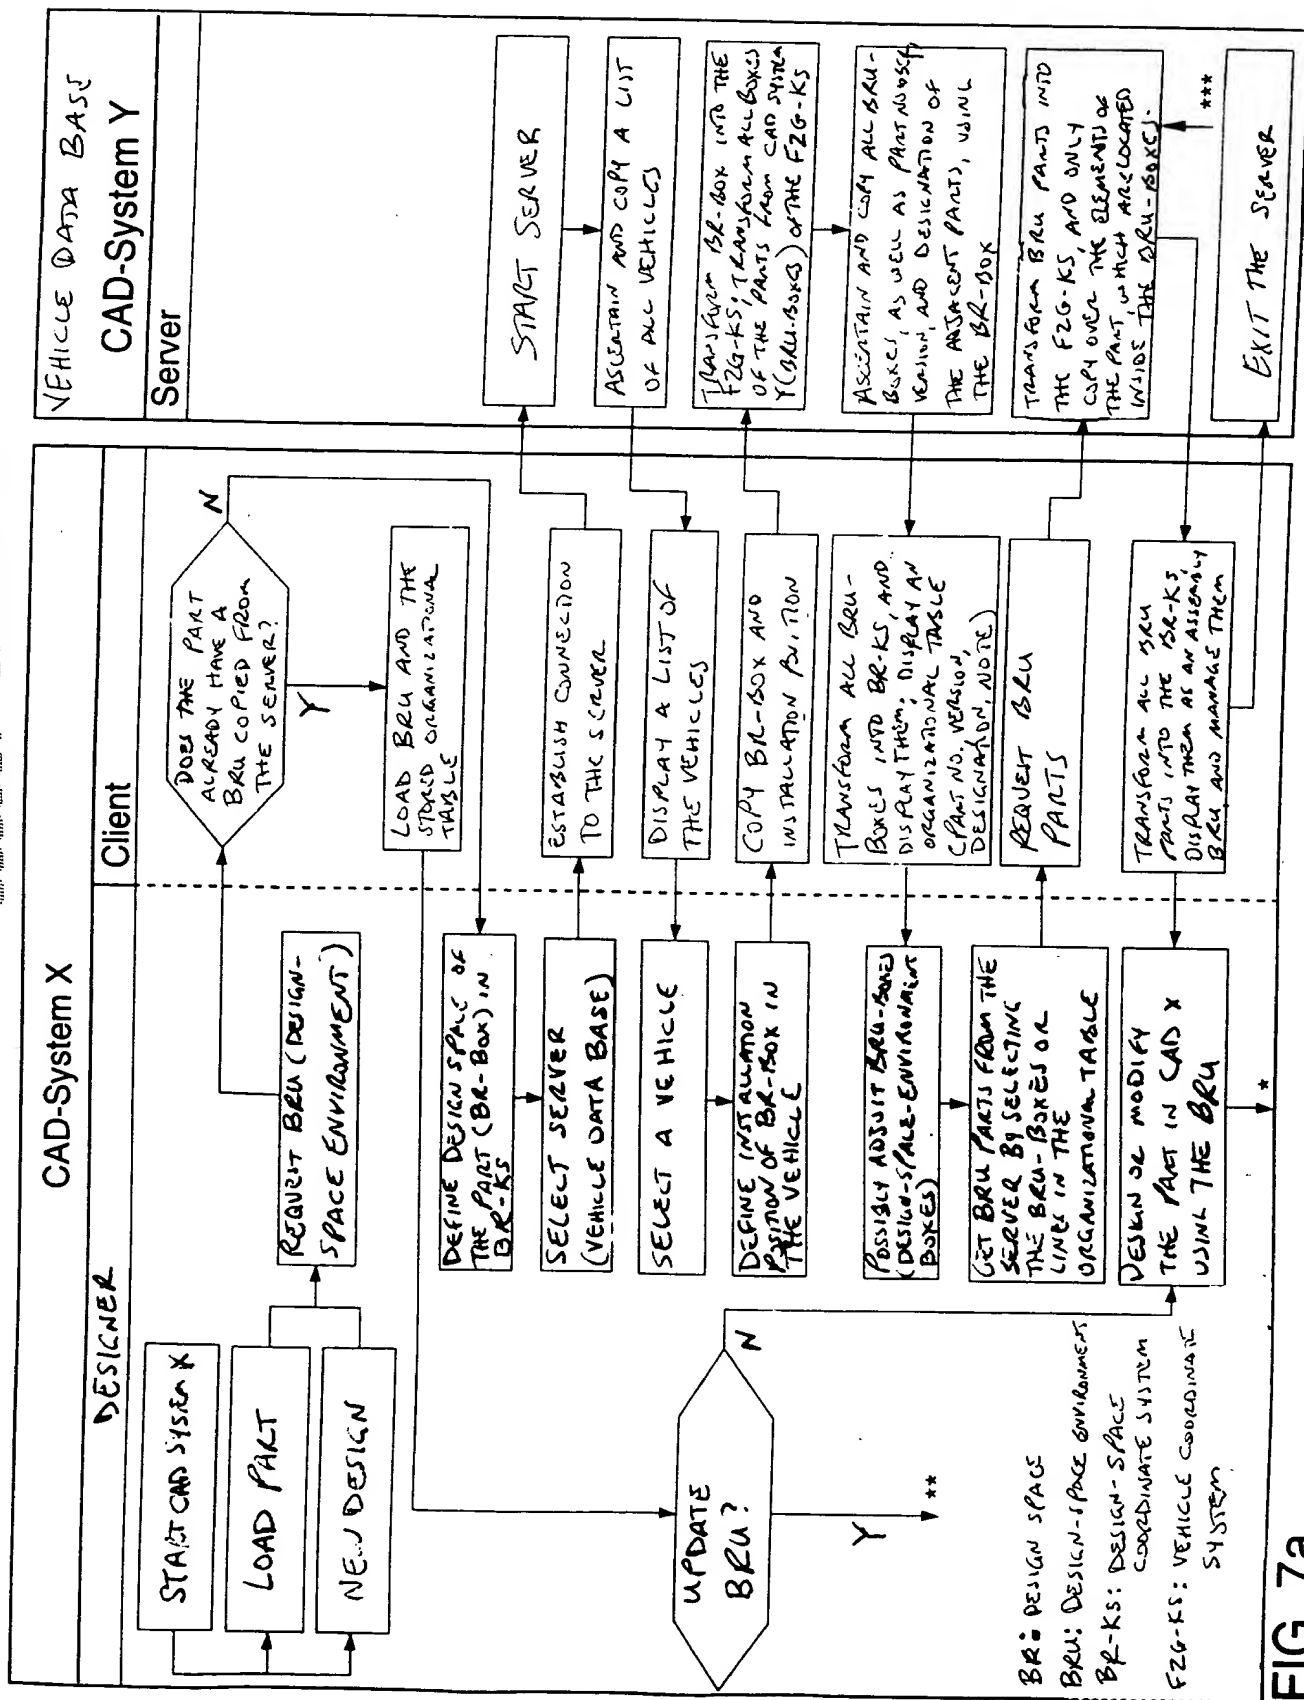 CAD-System X
DESIGNER
Client
START CAD SYSEM X
LOAD PART
NEW DESIGN
REQUEST BRU (DESIGN-
SPACE ENVIRONMENT)
DOES THE PART
ALREADY HAVE A
BRU COPIED FROM
THE SERVER?
N
Y
LOAD BRU AND THE
STORED ORGANIZATIONAL
TABLE
DEFINE DESIGN SPACE OF
THE PART (BR-BOX) IN
BR-KS
SELECT SERVER
(VEHICLE DATA BASE)
ESTABLISH CONNECTION
TO THE SERVER
SELECT A VEHICLE
DISPLAY A LIST OF
THE VEHICLES
DEFINE INSTALLATION
POSITION OF BR-BOX IN
THE VEHICLE
COPY BR-BOX AND
INSTALLATION POSITION
UPDATE
BRU?
N
Y
**
POSSIBLY ADJUST BRU-BOXES
(DESIGN-SPACE-ENVIRONMENT
BOXES)
TRANSFORM ALL BRU-
BOXES INTO BR-KS, AND
DISPLAY THEM; DISPLAY AN
ORGANIZATIONAL TABLE
(PART NO, VERSION,
DESIGNATION, NOTE)
GET BRU PARTS FROM THE
SERVER BY SELECTING
THE BRU-BOXES OR
LINES IN THE
ORGANIZATIONAL TABLE
REQUEST BRU
PARTS
DESIGN OR MODIFY
THE PART IN CAD X
USING THE BRU
*
TRANSFORM ALL BRU
PARTS INTO THE BR-KS,
DISPLAY THEM AS AN ASSEMBLY
BRU, AND MANAGE THEM
BR: DESIGN SPACE
BRU: DESIGN-SPACE ENVIRONMENT
BR-KS: DESIGN-SPACE
COORDINATE SYSTEM
FZG-KS: VEHICLE COORDINATE
SYSTEM
VEHICLE DATA BASE
CAD-System Y
Server
START SERVER
ASCERTAIN AND COPY A LIST
OF ALL VEHICLES
TRANSFORM BR-BOX INTO THE
FZG-KS; TRANSFORM ALL BOXES
OF THE PARTS FROM CAD SYSTEM
Y (BRU-BOXES) OF THE FZG-KS
ASCERTAIN AND COPY ALL BRU-
BOXES, AS WELL AS PART
VERSION, AND DESIGNATION OF
THE ADJACENT PARTS, USING
THE BR-BOX
TRANSFORM BRU PARTS INTO
THE FZG-KS, AND ONLY
COPY OVER THE ELEMENTS OF
THE PART, WHICH ARE LOCATED
INSIDE THE BRU-BOXES.
***
EXIT THE SERVER
FIG. 7a